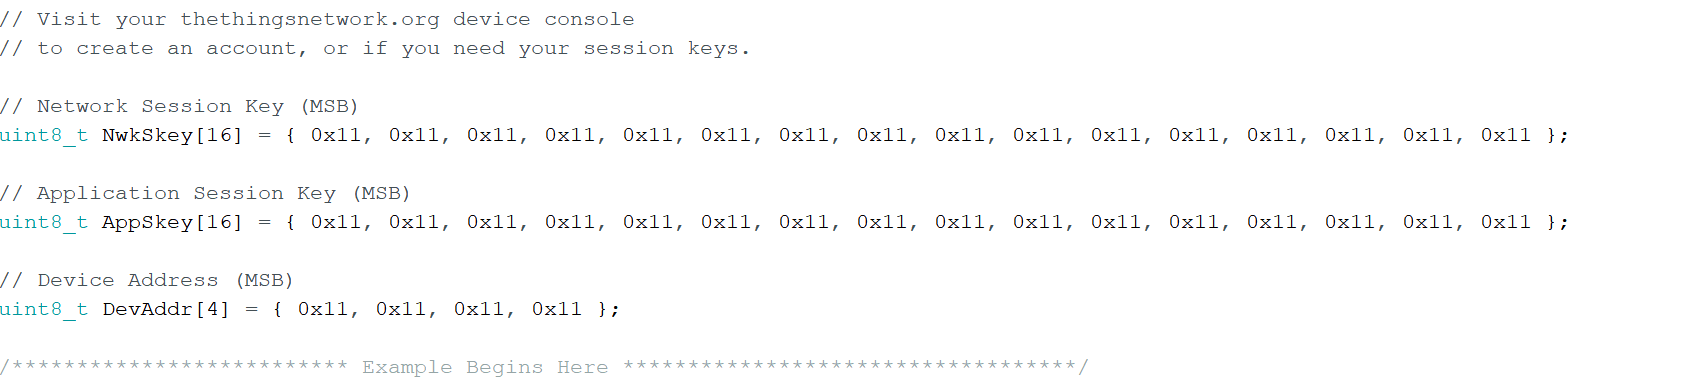 // Visit your thethingsnetwork.org device console
// to create an account, or if you need your session keys.
// Network Session Key (MSB)
uint8_t NwkSkey[16] = { 0x11, 0x11, 0x11, 0x11, 0x11, 0x11, 0x11, 0x11, 0x11, 0x11, 0x11, 0x11, 0x11, 0x11, 0x11, 0x11 };
// Application Session Key (MSB)
uint8_t AppSkey[16] = { 0x11, 0x11, 0x11, 0x11, 0x11, 0x11, 0x11, 0x11, 0x11, 0x11, 0x11, 0x11, 0x11, 0x11, 0x11, 0x11 };
// Device Address (MSB)
uint8_t DevAddr[4] = { 0x11, 0x11, 0x11, 0x11 };
/************************** Example Begins Here ***********************************/